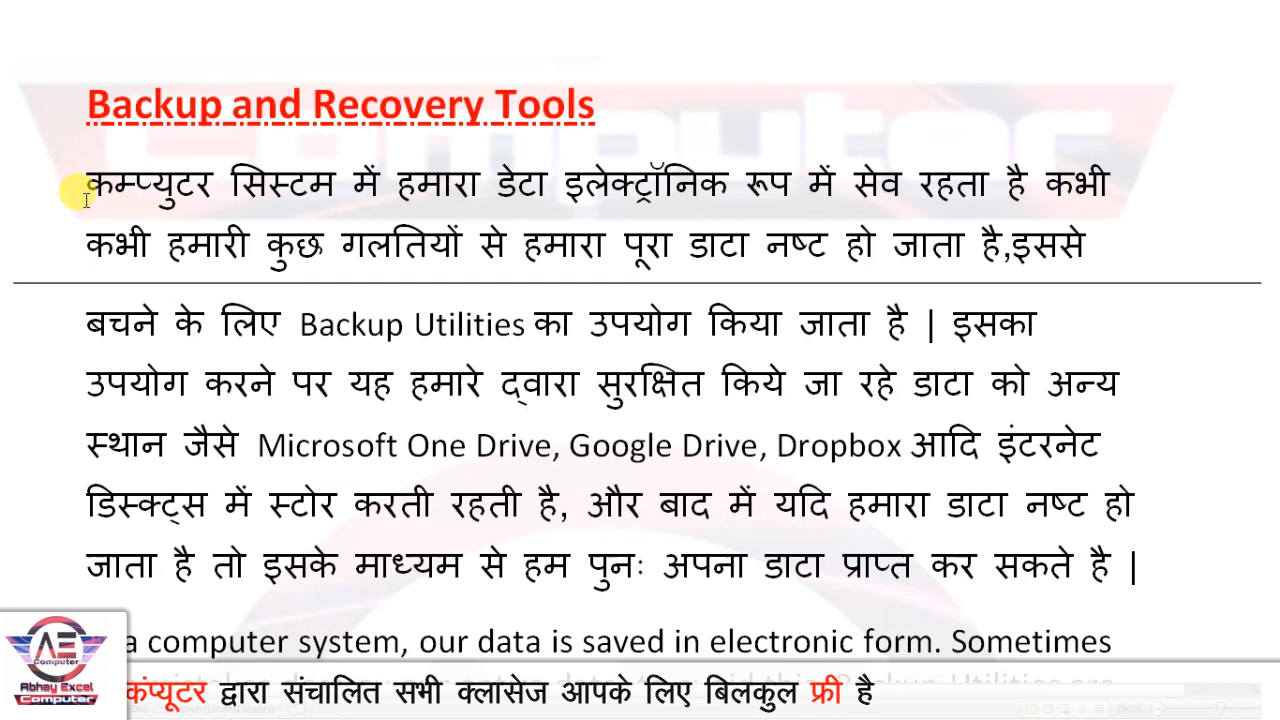 Computer
Backup and Recovery Tools
कम्प्युटर सिस्टम में हमारा डेटा इलेक्ट्रॉनिक रूप में सेव रहता है कभी
कभी हमारी कुछ गलतियों से हमारा पूरा डाटा नष्ट हो जाता है,इससे
बचने के लिए Backup Utilities का उपयोग किया जाता है | इसका
उपयोग करने पर यह हमारे द्वारा सुरक्षित किये जा रहे डाटा को अन्य
स्थान जैसे Microsoft One Drive, Google Drive, Dropbox आदि इंटरनेट
डिस्क्ट्स में स्टोर करती रहती है, और बाद में यदि हमारा डाटा नष्ट हो
जाता है तो इसके माध्यम से हम पुनः अपना डाटा प्राप्त कर सकते है |
a computer system, our data is saved in electronic form. Sometimes
AE
Computer
Abhay Excel
Computer
कंप्यूटर द्वारा संचालित सभी क्लासेज आपके लिए बिलकुल फ्री है